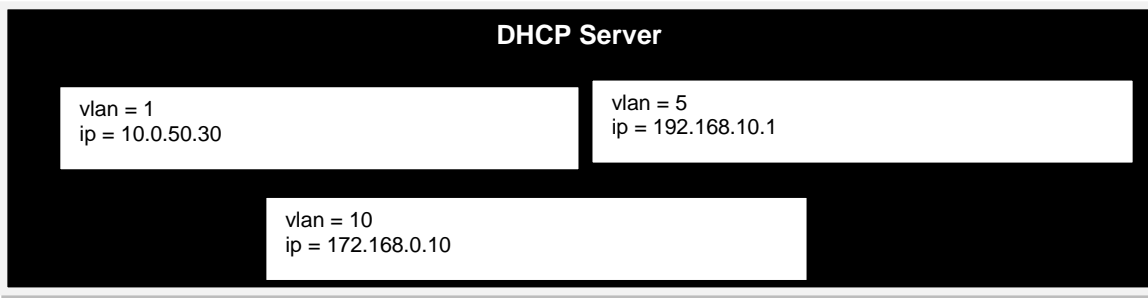 DHCP Server
vlan = 1
ip = 10.0.50.30
vlan = 5
ip = 192.168.10.1
vlan = 10
ip = 172.168.0.10